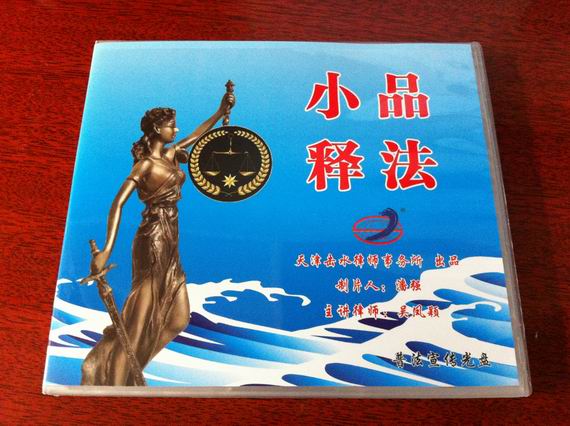 小品
释法
®
天津击水律师事务所 出品
制片人：潘强
主讲律师：吴凤颖
普法宣传光盘